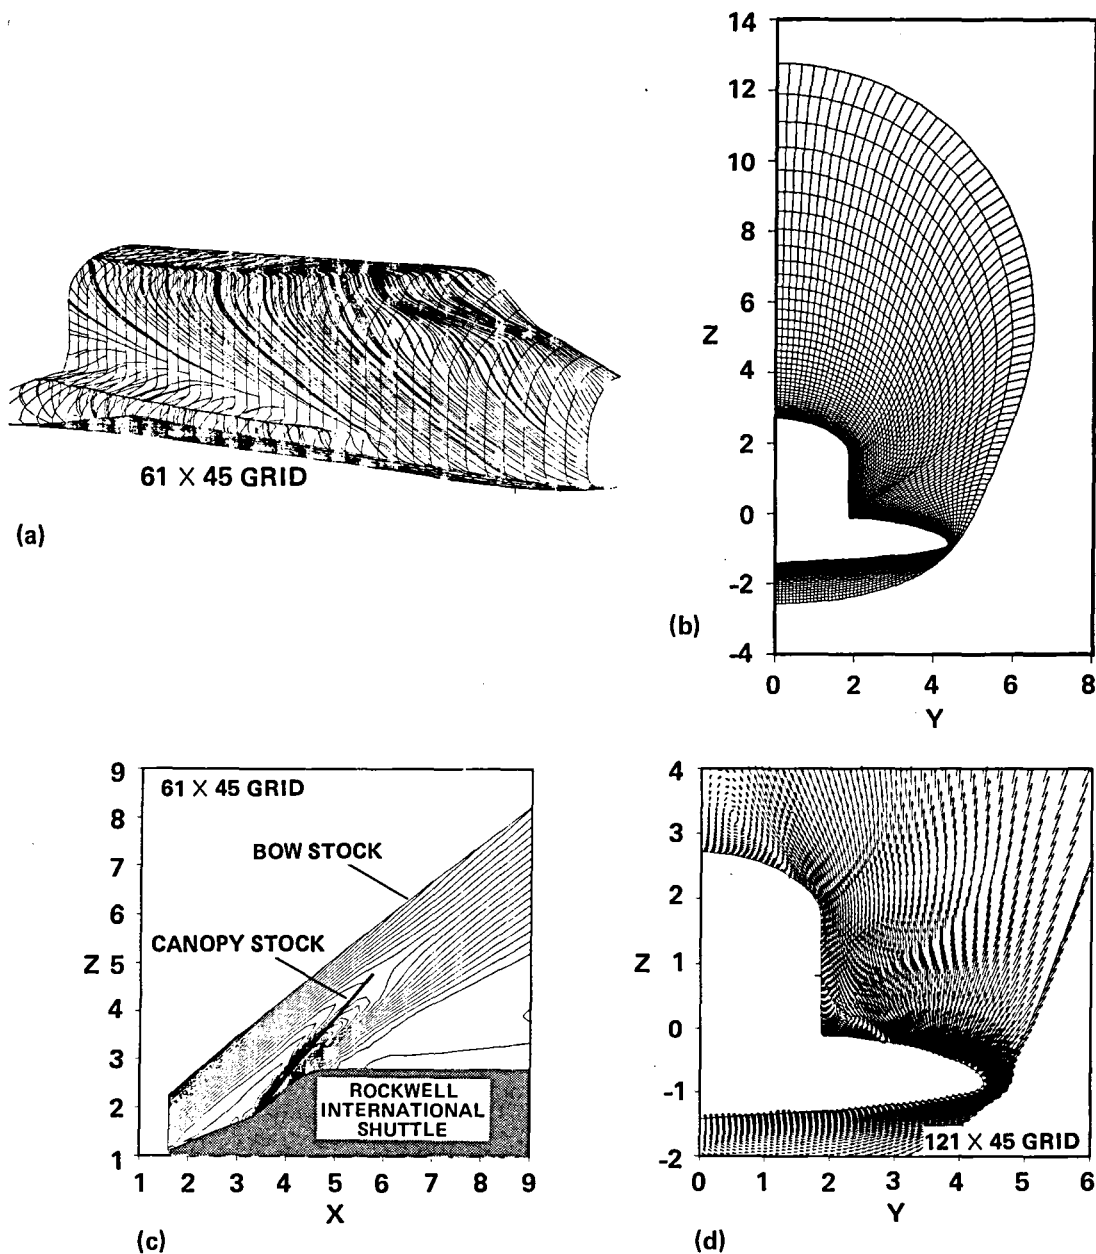 61 X 45 GRID
(a)
14
12
10
8
6
4
2
0
-2
-4
Z
0 2 4 6 8
Y
(b)
9
8
7
6
5
4
3
2
1
Z
61 X 45 GRID
BOW STOCK
CANOPY STOCK
ROCKWELL
INTERNATIONAL
SHUTTLE
1 2 3 4 5 6 7 8 9
X
(c)
4
3
2
1
0
-1
-2
Z
121 X 45 GRID
0 1 2 3 4 5 6
Y
(d)